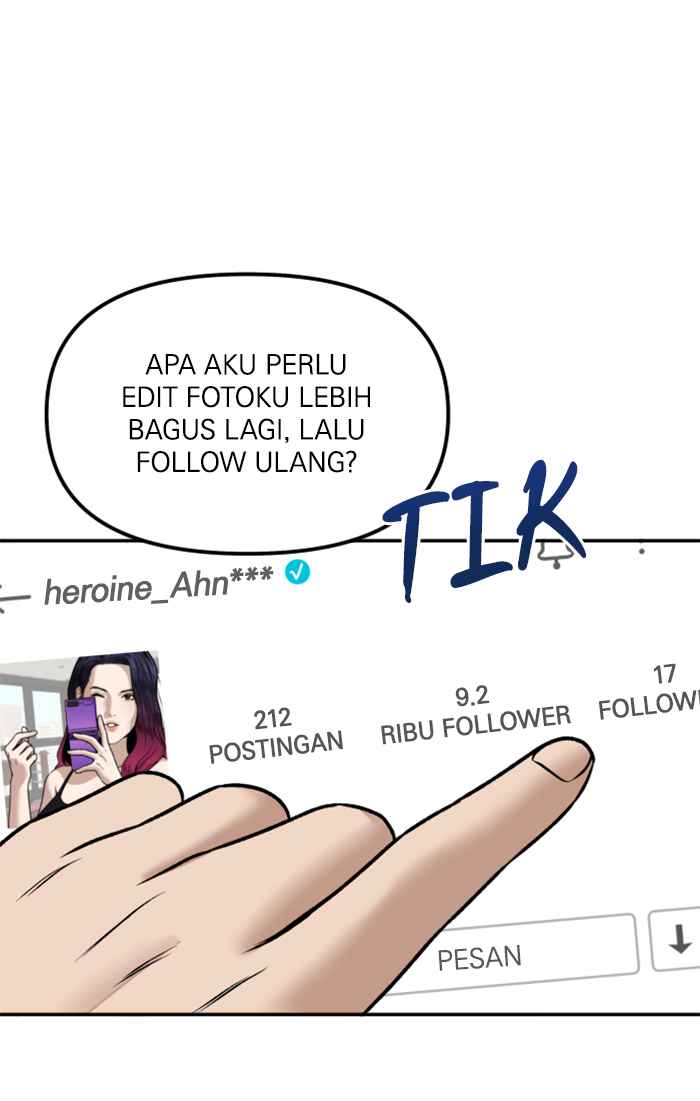 APA AKU PERLU
EDIT FOTOKU LEBIH
BAGUS LAGI, LALU
FOLLOW ULANG?
TIK
heroine_Ahn***
212
POSTINGAN
9.2
RIBU FOLLOWER
17
FOLLOW
PESAN